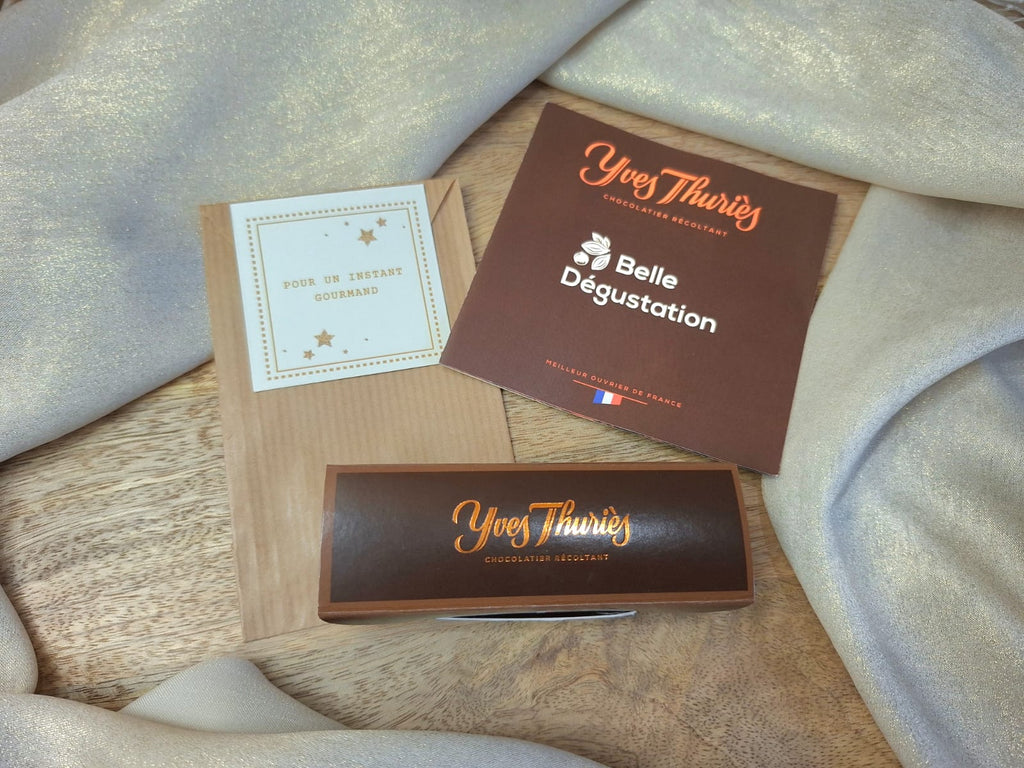 POUR UN INSTANT
GOURMAND
Yves Thuriès
CHOCOLATIER RÉCOLTANT
Belle
Dégustation
MEILLEUR OUVRIER DE FRANCE
Yves Thuriès
CHOCOLATIER RÉCOLTANT